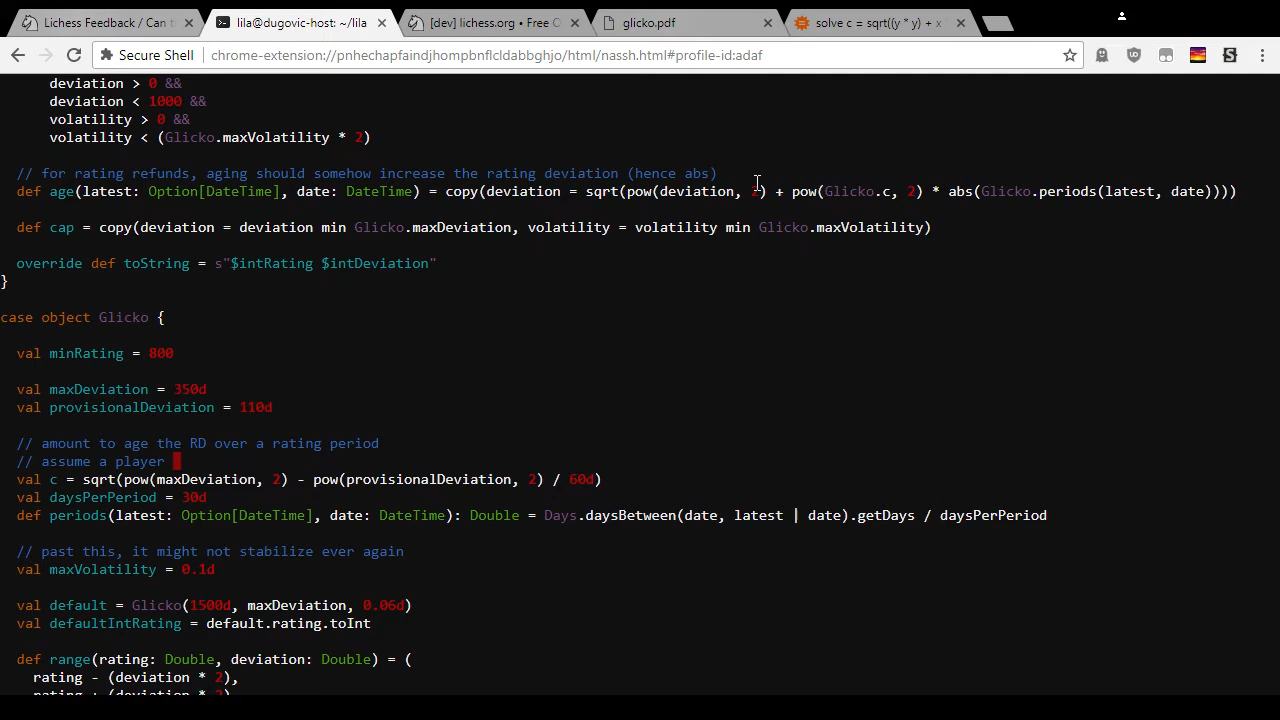 Lichess Feedback / Can t
lila@dugovic-host: ~/lila
[dev] lichess.org • Free O
glicko.pdf
solve c = sqrt((y * y) + x
Secure Shell
chrome-extension://pnhechapfaindjhompbnflcldabbghjo/html/nassh.html#profile-id:adaf
deviation > 0 &&
deviation < 1000 &&
volatility > 0 &&
volatility < (Glicko.maxVolatility * 2)
// for rating refunds, aging should somehow increase the rating deviation (hence abs)
def age(latest: Option[DateTime], date: DateTime) = copy(deviation = sqrt(pow(deviation, 2) + pow(Glicko.c, 2) * abs(Glicko.periods(latest, date))))
def cap = copy(deviation = deviation min Glicko.maxDeviation, volatility = volatility min Glicko.maxVolatility)
override def toString = s"$intRating $intDeviation"
}
case object Glicko {
val minRating = 800
val maxDeviation = 350d
val provisionalDeviation = 110d
// amount to age the RD over a rating period
// assume a player
val c = sqrt(pow(maxDeviation, 2) - pow(provisionalDeviation, 2) / 60d)
val daysPerPeriod = 30d
def periods(latest: Option[DateTime], date: DateTime): Double = Days.daysBetween(date, latest | date).getDays / daysPerPeriod
// past this, it might not stabilize ever again
val maxVolatility = 0.1d
val default = Glicko(1500d, maxDeviation, 0.06d)
val defaultIntRating = default.rating.toInt
def range(rating: Double, deviation: Double) = (
rating - (deviation * 2),
rating + (deviation * 2)